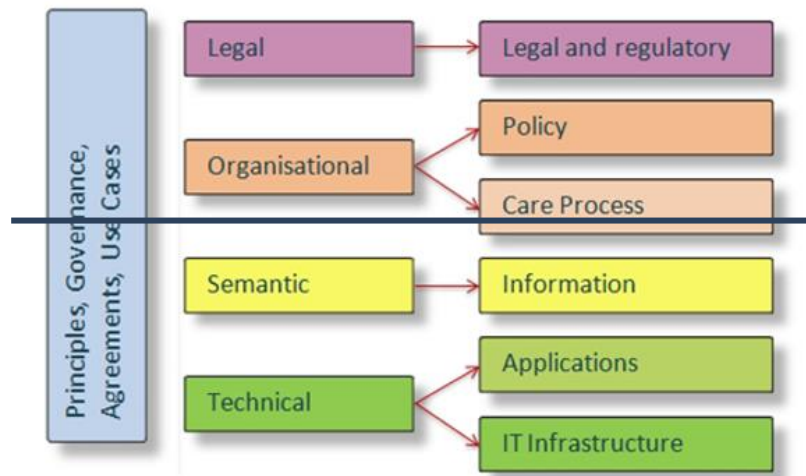 Principles, Governance,
Agreements, Use Cases
Legal
Legal and regulatory
Organisational
Policy
Care Process
Semantic
Information
Technical
Applications
IT Infrastructure